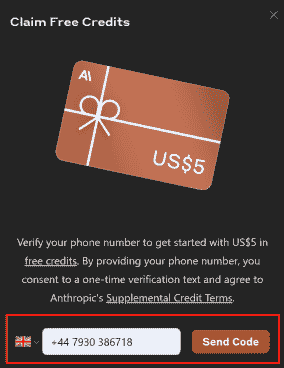 Claim Free Credits
AI
US$5
Verify your phone number to get started with US$5 in
free credits. By providing your phone number, you
consent to a one-time verification text and agree to
Anthropic's Supplemental Credit Terms.
+44 7930 386718 Send Code